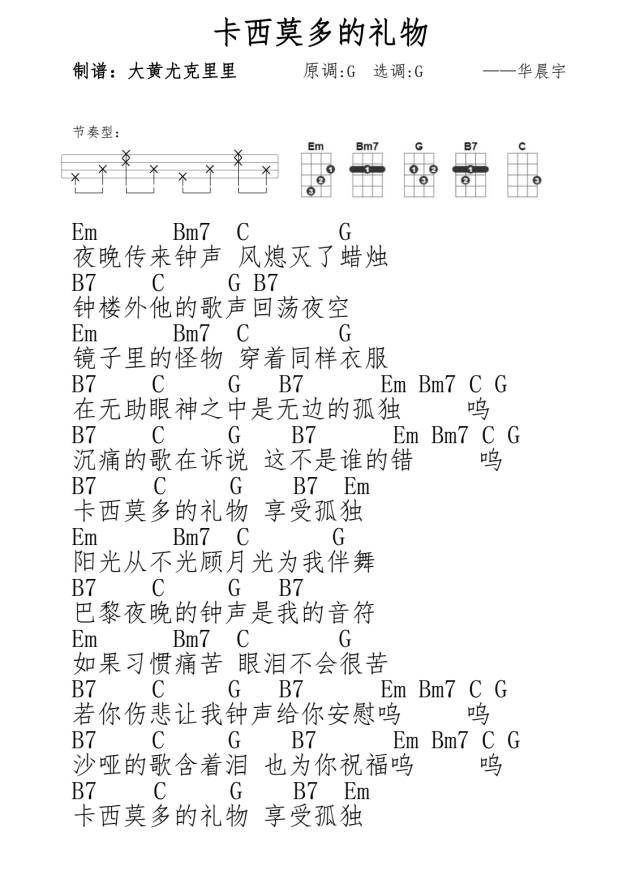 卡西莫多的礼物
制谱：大黄尤克里里 原调:G 选调:G ——华晨宇
节奏型：
Em Bm7 G B7 C
1 2 3 1 1 2 3 1 2 3
Em Bm7 C G
夜晚传来钟声 风熄灭了蜡烛
B7 C G B7
钟楼外他的歌声回荡夜空
Em Bm7 C G
镜子里的怪物 穿着同样衣服
B7 C G B7 Em Bm7 C G
在无助眼神之中是无边的孤独 呜
B7 C G B7 Em Bm7 C G
沉痛的歌在诉说 这不是谁的错 呜
B7 C G B7 Em
卡西莫多的礼物 享受孤独
Em Bm7 C G
阳光从不光顾月光为我伴舞
B7 C G B7
巴黎夜晚的钟声是我的音符
Em Bm7 C G
如果习惯痛苦 眼泪不会很苦
B7 C G B7 Em Bm7 C G
若你伤悲让我钟声给你安慰呜 呜
B7 C G B7 Em Bm7 C G
沙哑的歌含着泪 也为你祝福呜 呜
B7 C G B7 Em
卡西莫多的礼物 享受孤独